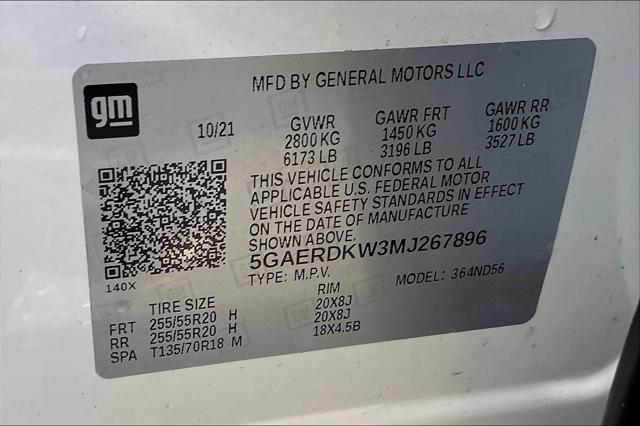 MFD BY GENERAL MOTORS LLC
gm
10/21
GVWR GAWR FRT GAWR RR
2800 KG 1450 KG 1600 KG
6173 LB 3196 LB 3527 LB
THIS VEHICLE CONFORMS TO ALL
APPLICABLE U.S. FEDERAL MOTOR
VEHICLE SAFETY STANDARDS IN EFFECT
ON THE DATE OF MANUFACTURE
SHOWN ABOVE.
5GAERDKW3MJ267896
140X
TYPE: M.P.V. MODEL: 364ND56
TIRE SIZE RIM
FRT 255/55R20 H 20X8J
RR 255/55R20 H 20X8J
SPA T135/70R18 M 18X4.5B